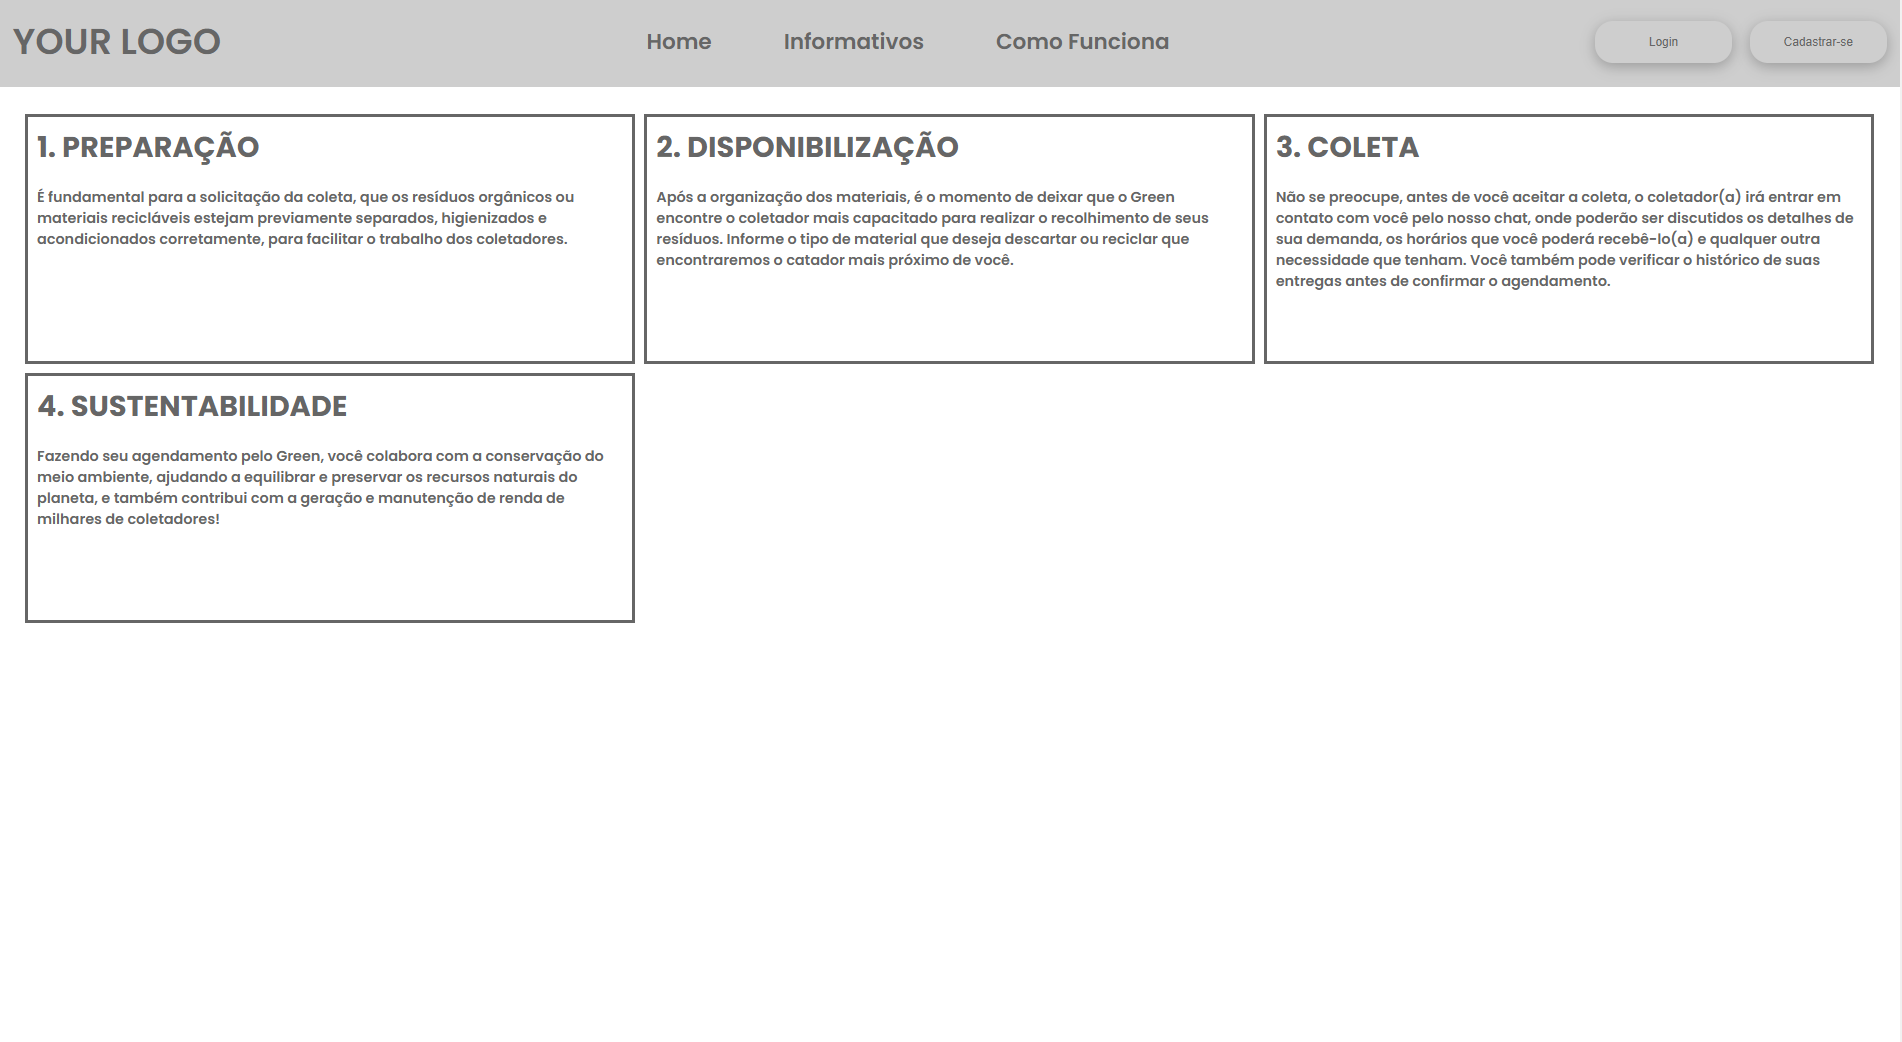 YOUR LOGO
Home
Informativos
Como Funciona
Login
Cadastrar-se
1. PREPARAÇÃO
É fundamental para a solicitação da coleta, que os resíduos orgânicos ou
materiais recicláveis estejam previamente separados, higienizados e
acondicionados corretamente, para facilitar o trabalho dos coletadores.
2. DISPONIBILIZAÇÃO
Após a organização dos materiais, é o momento de deixar que o Green
encontre o coletador mais capacitado para realizar o recolhimento de seus
resíduos. Informe o tipo de material que deseja descartar ou reciclar que
encontraremos o catador mais próximo de você.
3. COLETA
Não se preocupe, antes de você aceitar a coleta, o coletador(a) irá entrar em
contato com você pelo nosso chat, onde poderão ser discutidos os detalhes de
sua demanda, os horários que você poderá recebê-lo(a) e qualquer outra
necessidade que tenham. Você também pode verificar o histórico de suas
entregas antes de confirmar o agendamento.
4. SUSTENTABILIDADE
Fazendo seu agendamento pelo Green, você colabora com a conservação do
meio ambiente, ajudando a equilibrar e preservar os recursos naturais do
planeta, e também contribui com a geração e manutenção de renda de
milhares de coletadores!